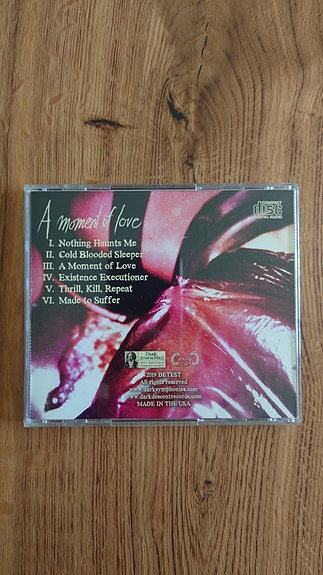 A moment of love
COMPACT
disc
DIGITAL AUDIO
I. Nothing Haunts Me
II. Cold Blooded Sleeper
III. A Moment of Love
IV. Existence Executioner
V. Thrill, Kill, Repeat
VI. Made to Suffer
DARK
SYMPHONIES
2019 DETEST
All rights reserved
www.darksymphonies.com
www.darkdescentrecords.com
MADE IN THE USA